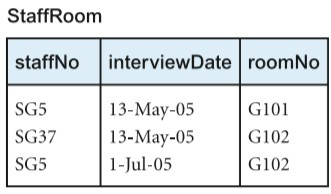 StaffRoom
staffNo interviewDate roomNo
SG5 13-May-05 G101
SG37 13-May-05 G102
SG5 1-Jul-05 G102